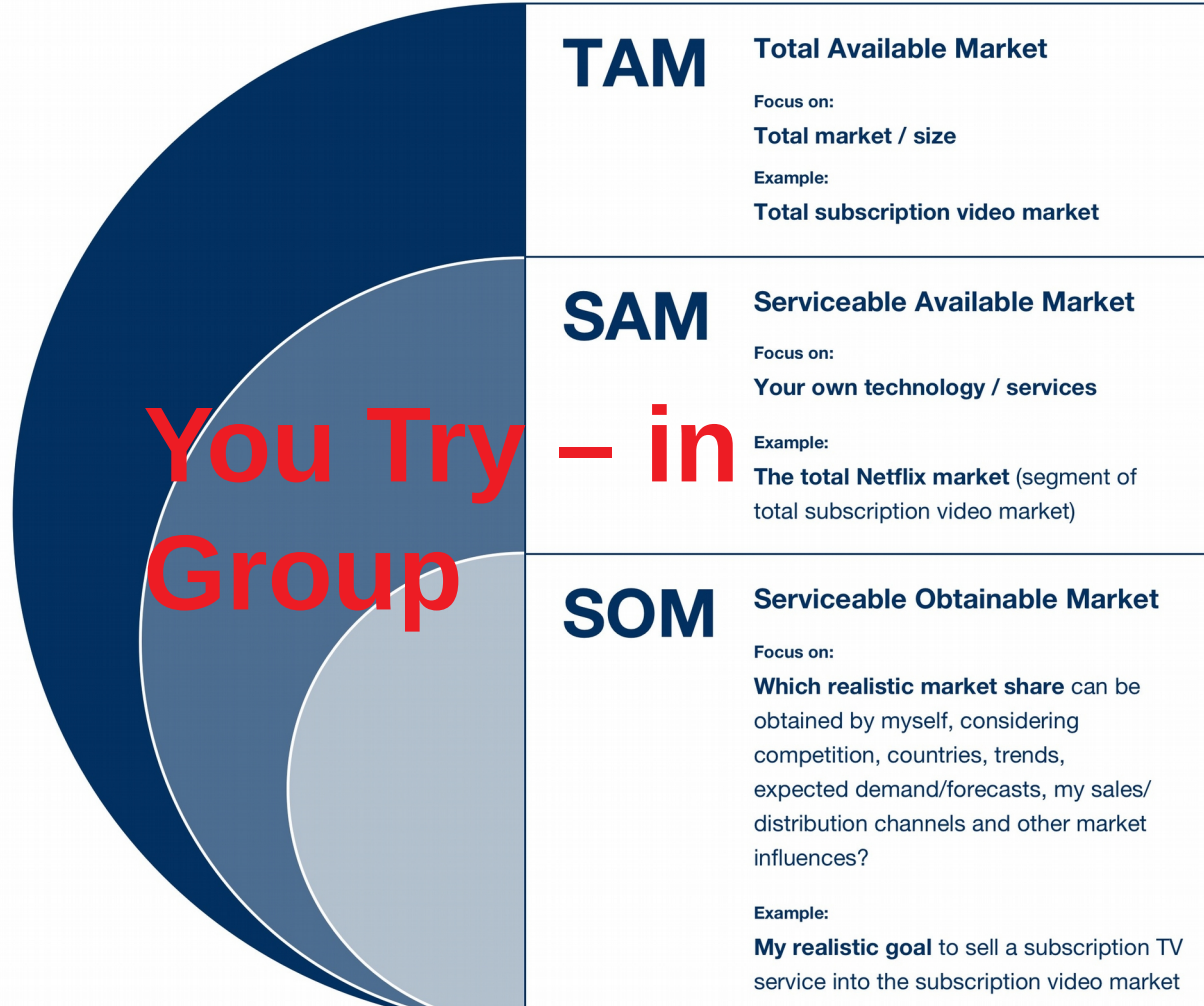 TAM
Total Available Market
Focus on:
Total market / size
Example:
Total subscription video market
SAM
Serviceable Available Market
Focus on:
Your own technology / services
Example:
The total Netflix market (segment of
total subscription video market)
You Try – in
Group
SOM
Serviceable Obtainable Market
Focus on:
Which realistic market share can be
obtained by myself, considering
competition, countries, trends,
expected demand/forecasts, my sales/
distribution channels and other market
influences?
Example:
My realistic goal to sell a subscription TV
service into the subscription video market